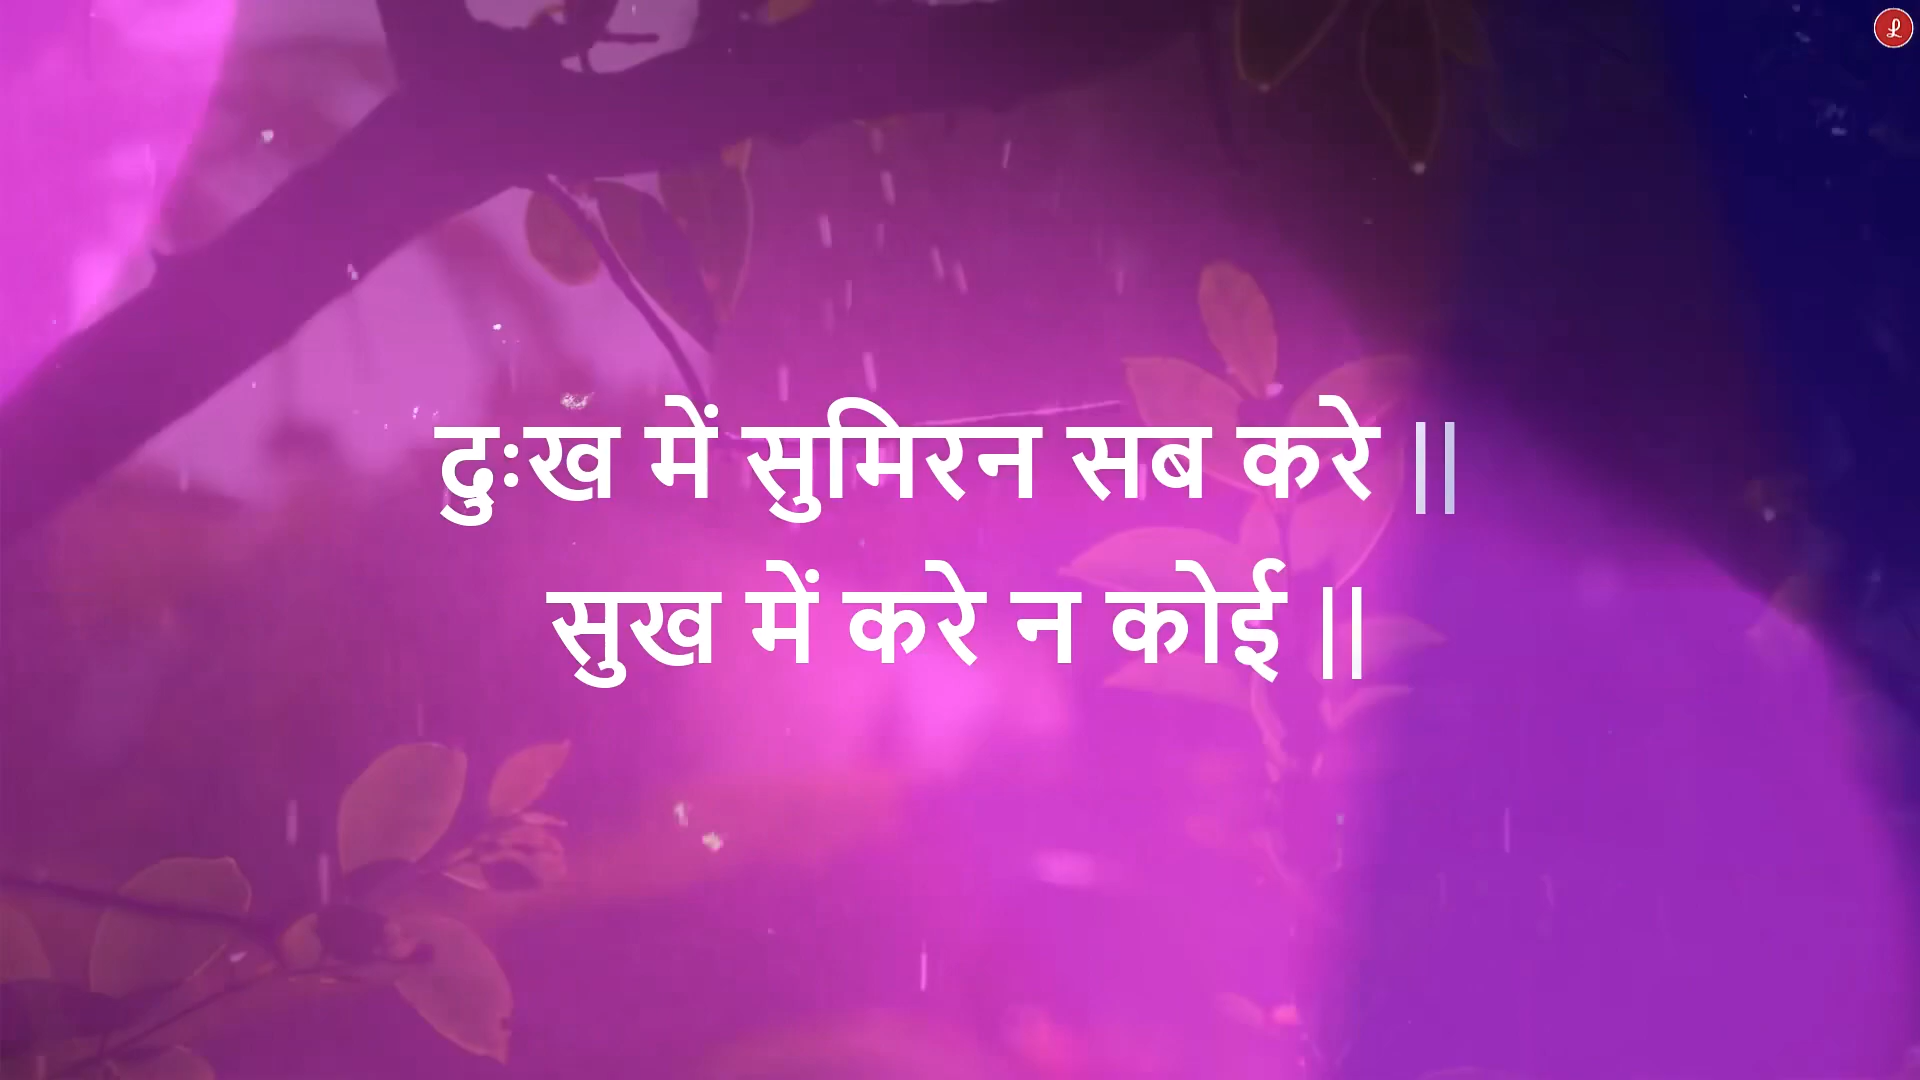 दुःख में सुमिरन सब करे ||
सुख में करे न कोई ||